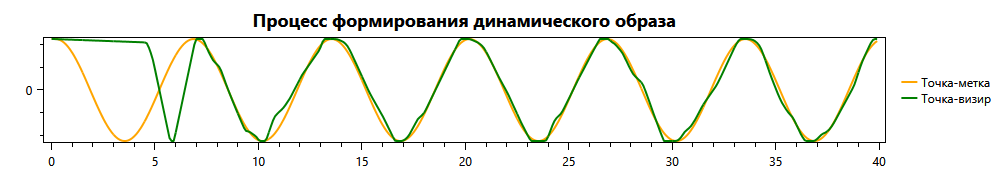 Процесс формирования динамического образа
0
Точка-метка
Точка-визир
0 5 10 15 20 25 30 35 40